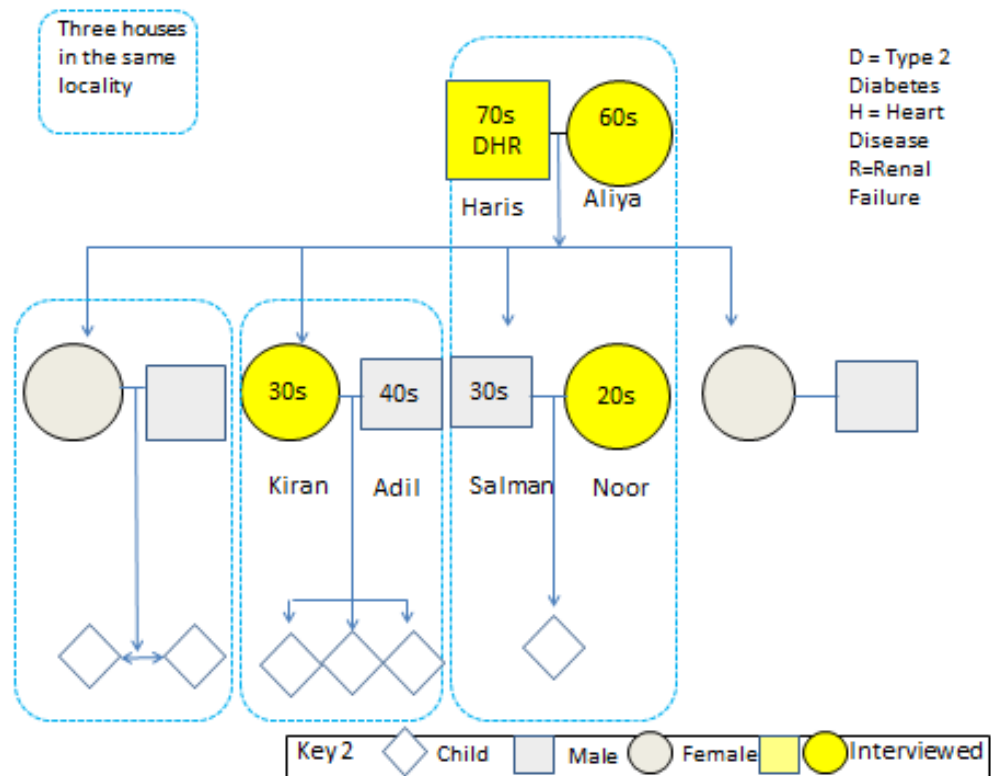 Three houses
in the same
locality
D = Type 2
Diabetes
H = Heart
Disease
R=Renal
Failure
70s
DHR
60s
Haris
Aliya
30s
40s
30s
20s
Kiran
Adil
Salman
Noor
Key 2 Child Male Female Interviewed